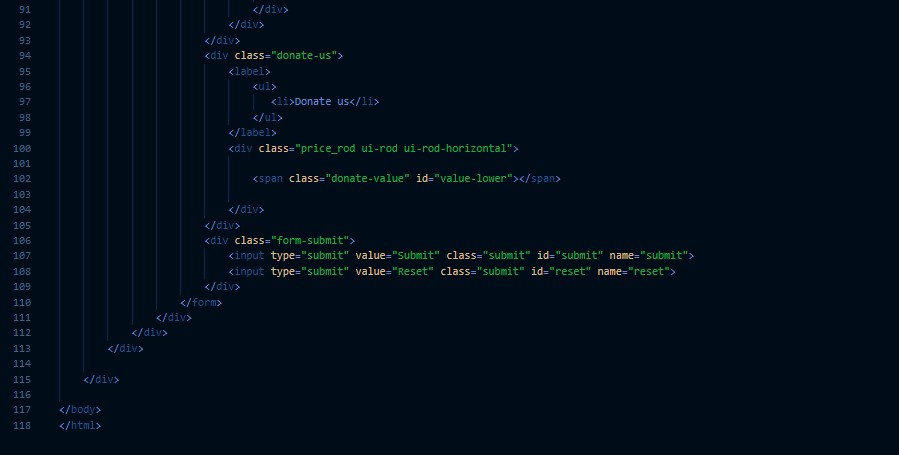 91 </div>
92 </div>
93 </div>
94 <div class="donate-us">
95 <label>
96 <ul>
97 <li>Donate us</li>
98 </ul>
99 </label>
100 <div class="price_rod ui-rod ui-rod-horizontal">
101
102 <span class="donate-value" id="value-lower"></span>
103
104 </div>
105 </div>
106 <div class="form-submit">
107 <input type="submit" value="Submit" class="submit" id="submit" name="submit">
108 <input type="submit" value="Reset" class="submit" id="reset" name="reset">
109 </div>
110 </form>
111 </div>
112 </div>
113 </div>
114
115 </div>
116
117 </body>
118 </html>